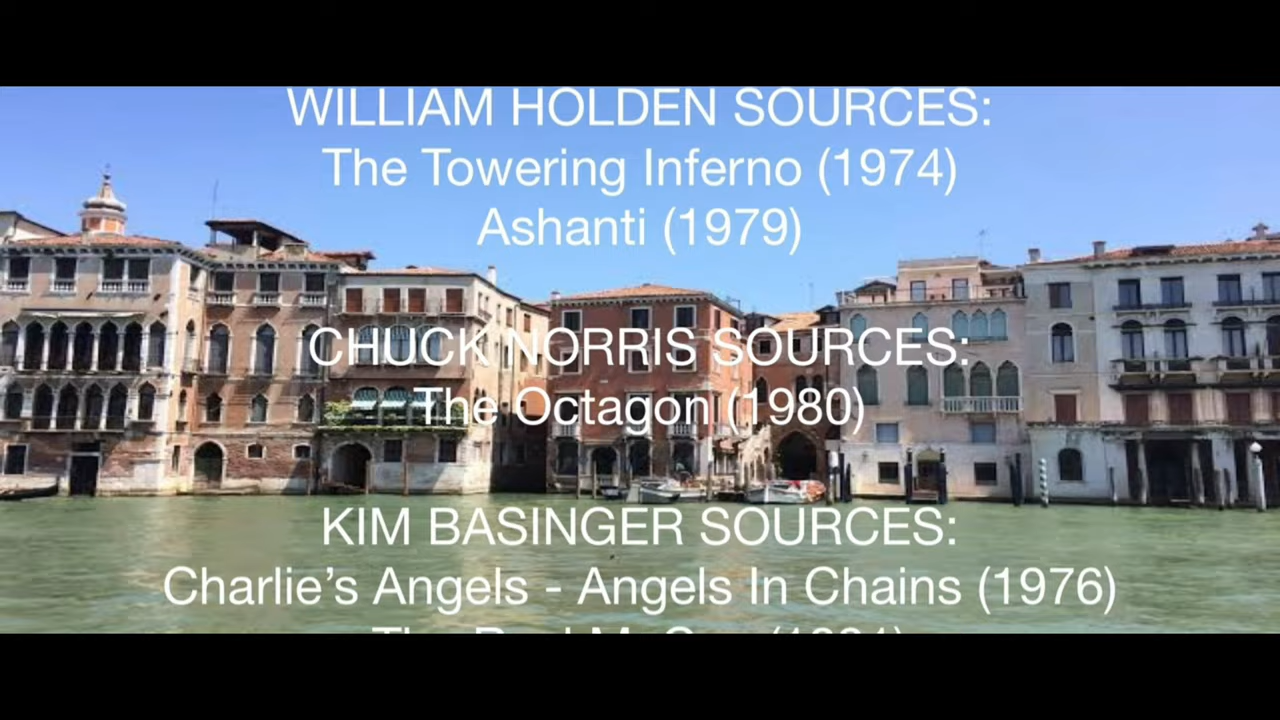 WILLIAM HOLDEN SOURCES:
The Towering Inferno (1974)
Ashanti (1979)
CHUCK NORRIS SOURCES:
The Octagon (1980)
KIM BASINGER SOURCES:
Charlie’s Angels - Angels In Chains (1976)